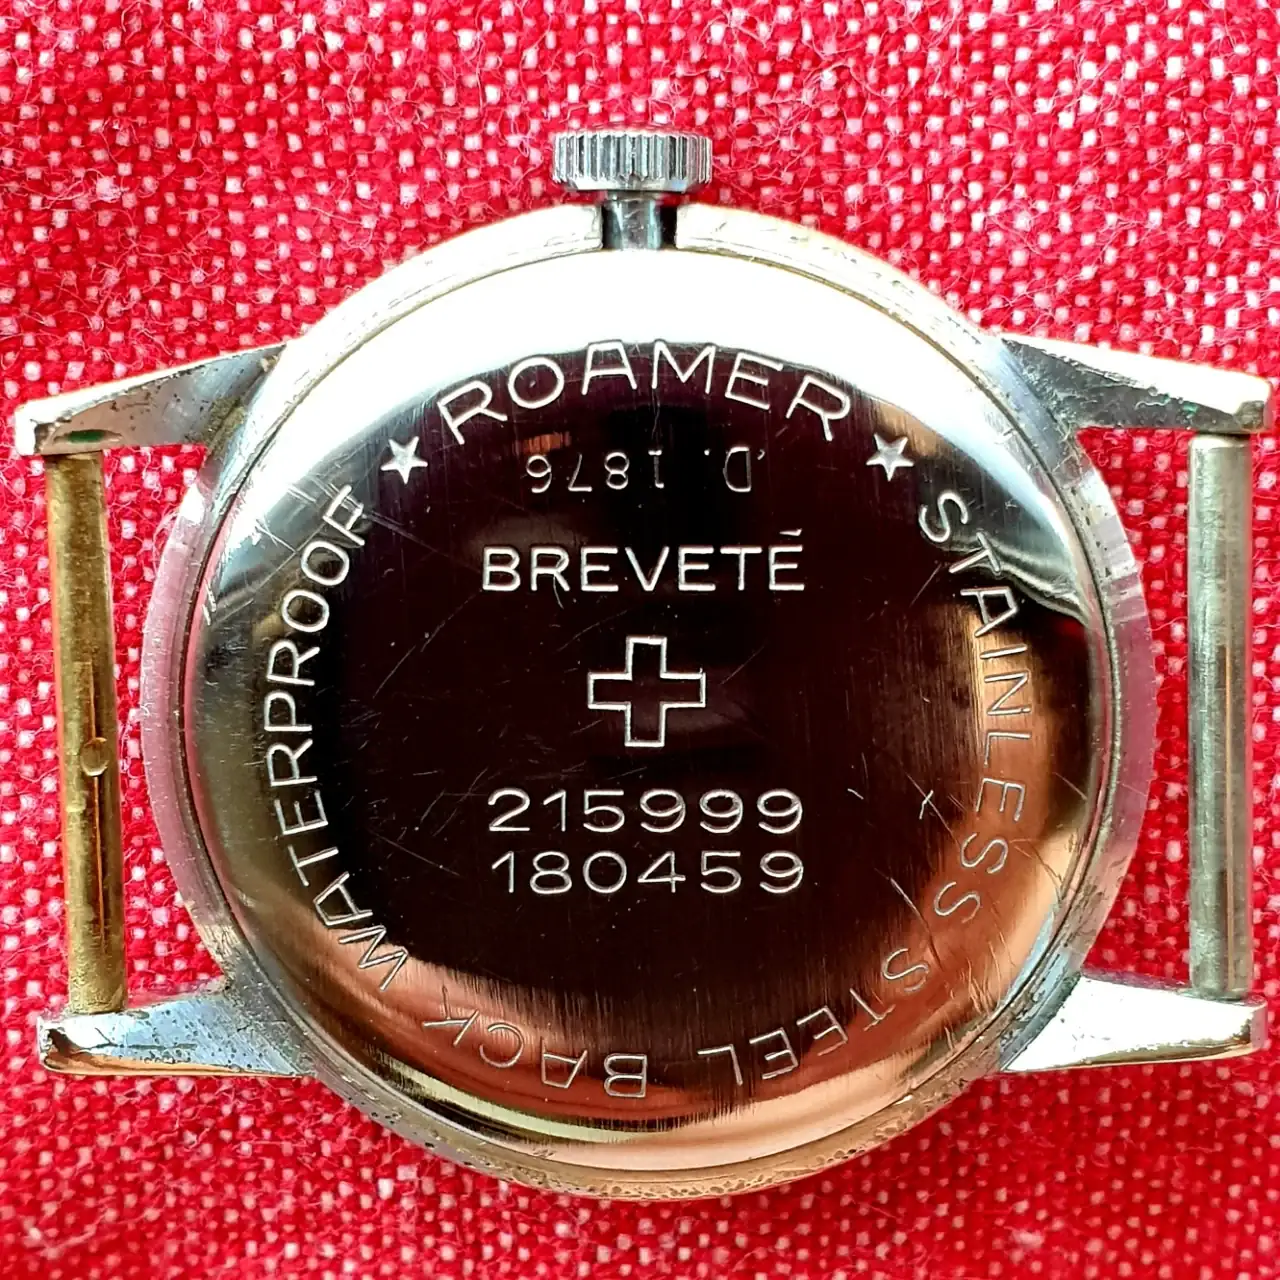 ★ ROAMER ★
D. 1876
BREVETÉ
215999
180459
STAINLESS STEEL BACK WATERPROOF